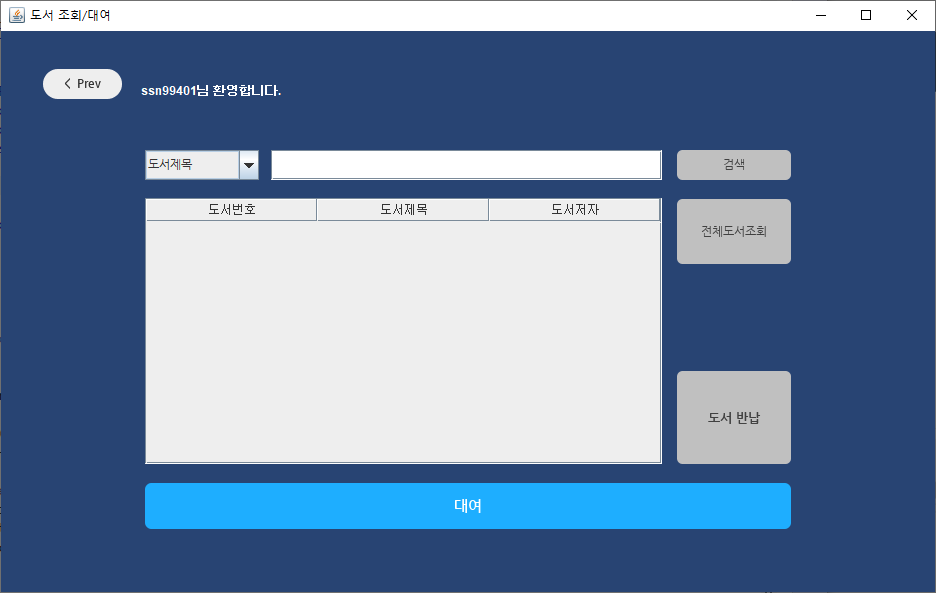 도서 조회/대여
Prev
ssn99401님 환영합니다.
도서제목
검색
도서번호 도서제목 도서저자
전체도서조회
도서 반납
대여